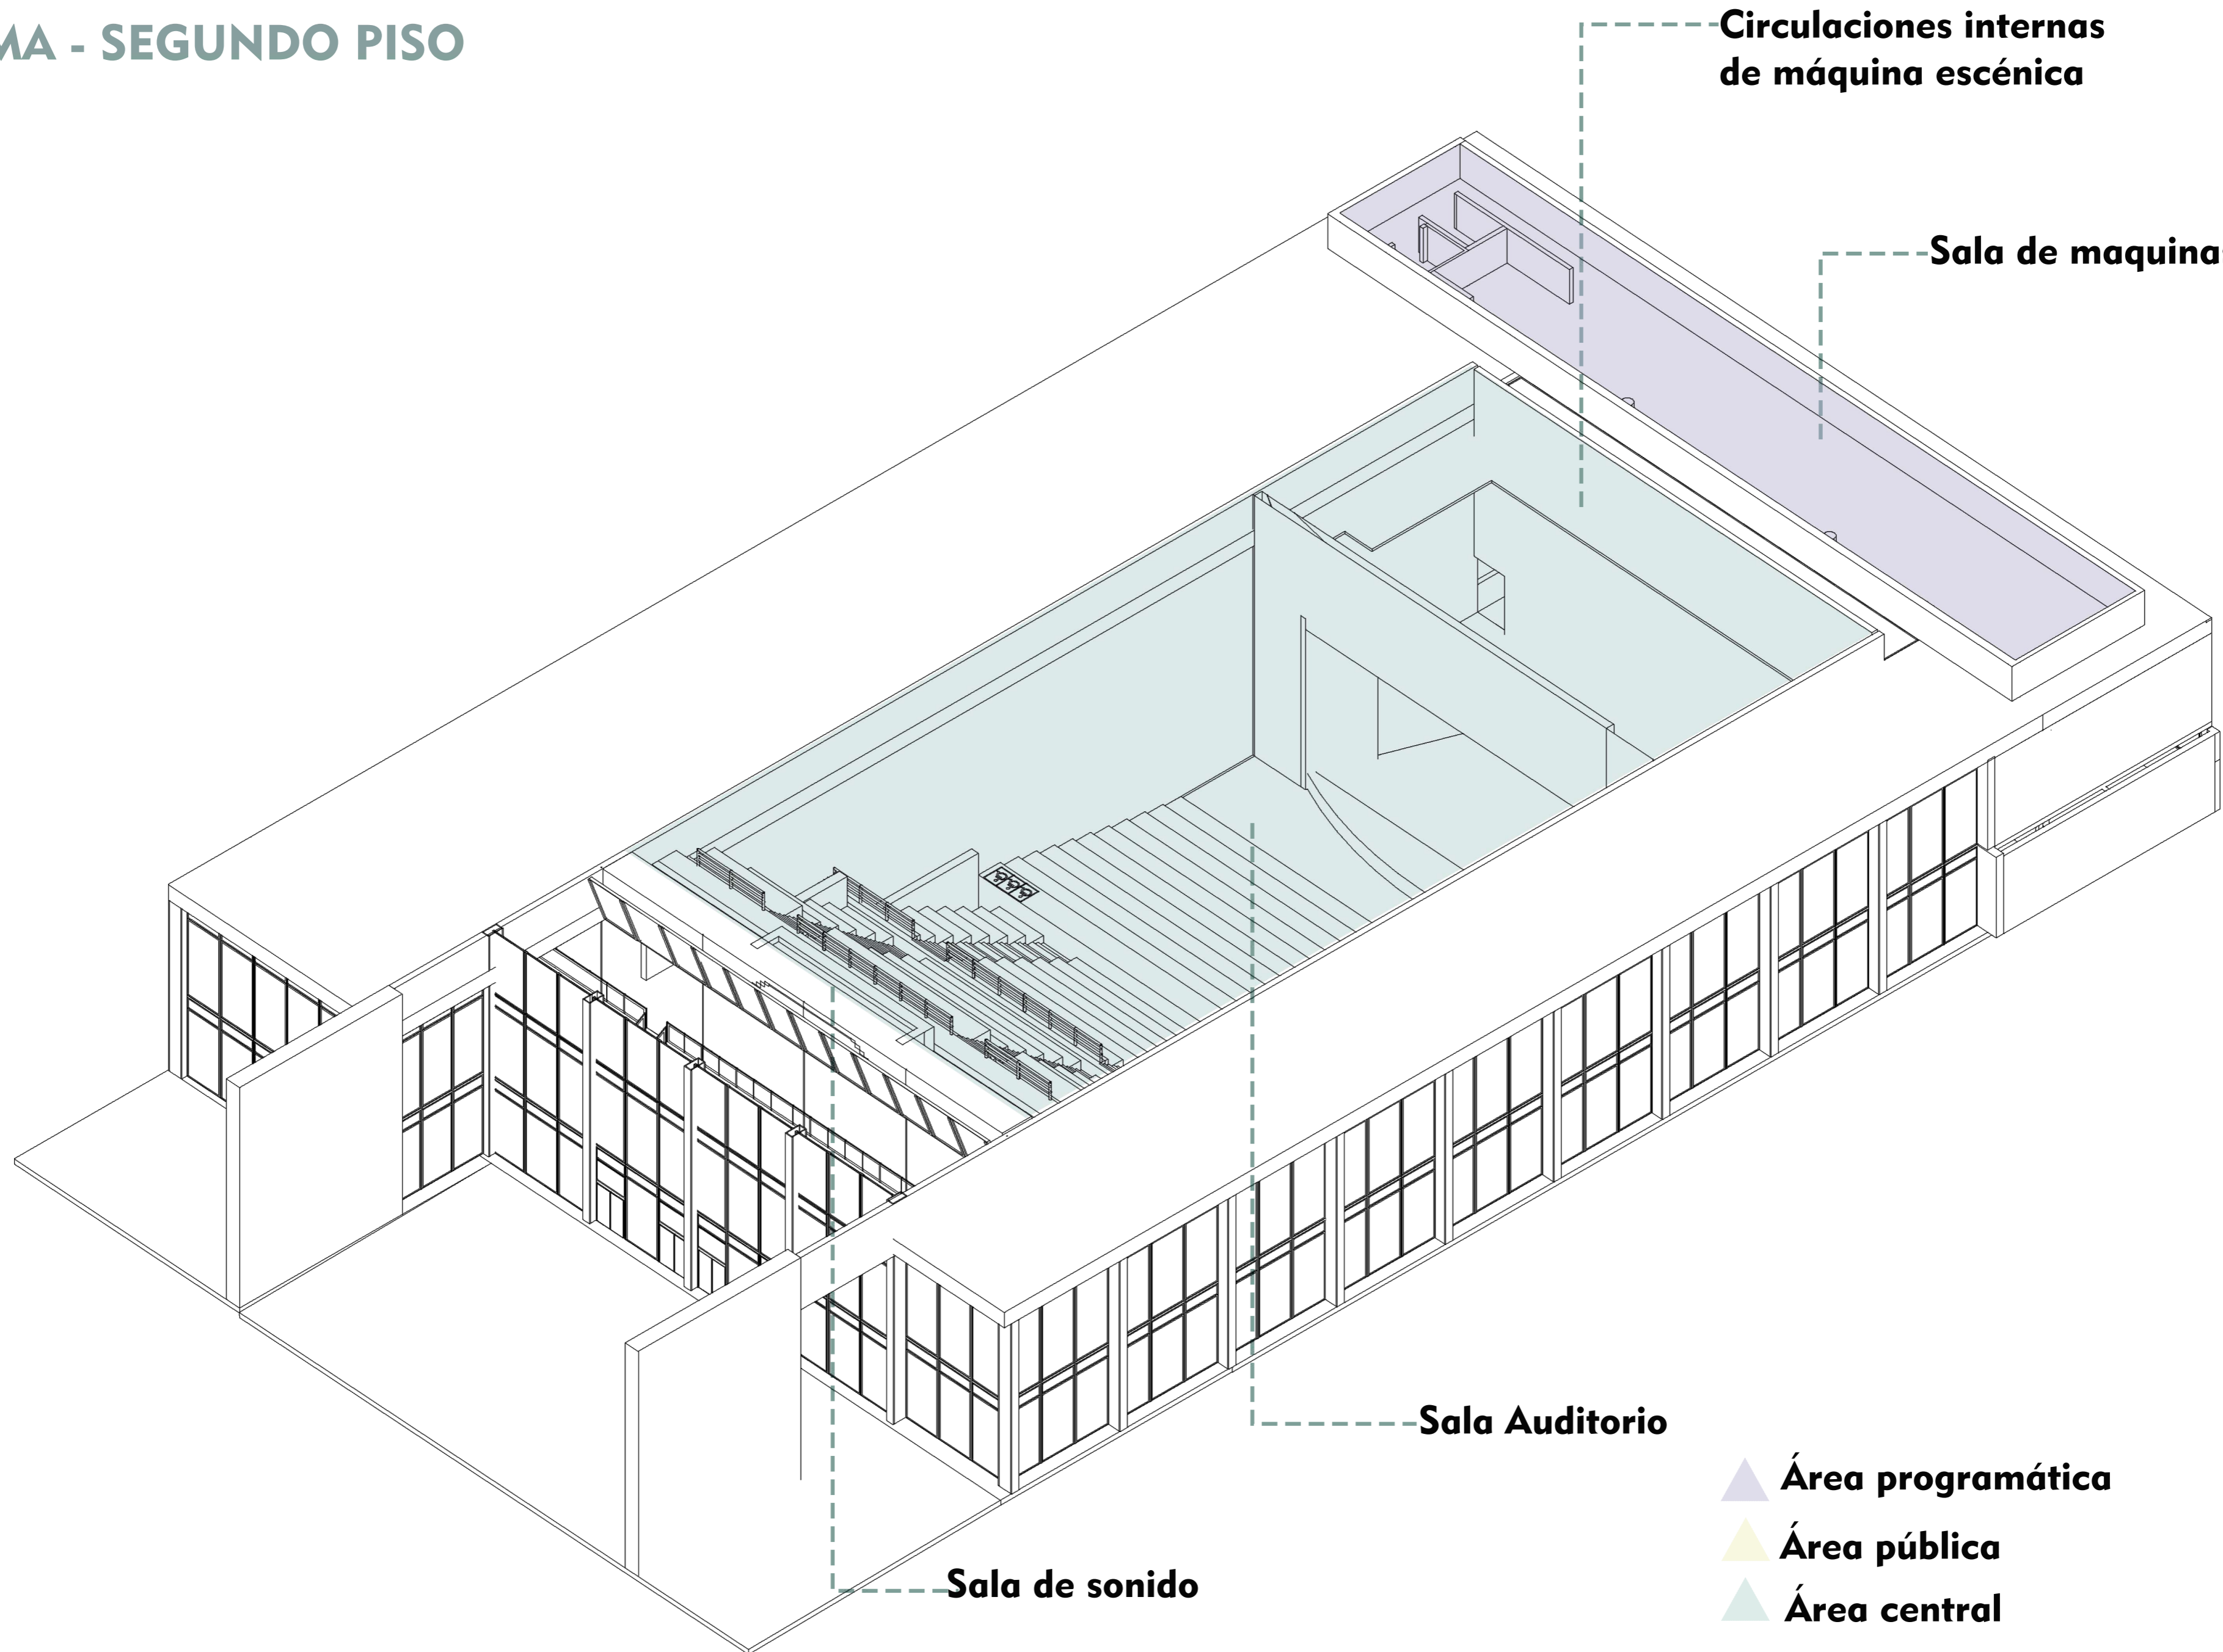 MA - SEGUNDO PISO
Circulaciones internas
de máquina escénica
Sala de maquina
Sala Auditorio
Área programática
Área pública
Sala de sonido
Área central